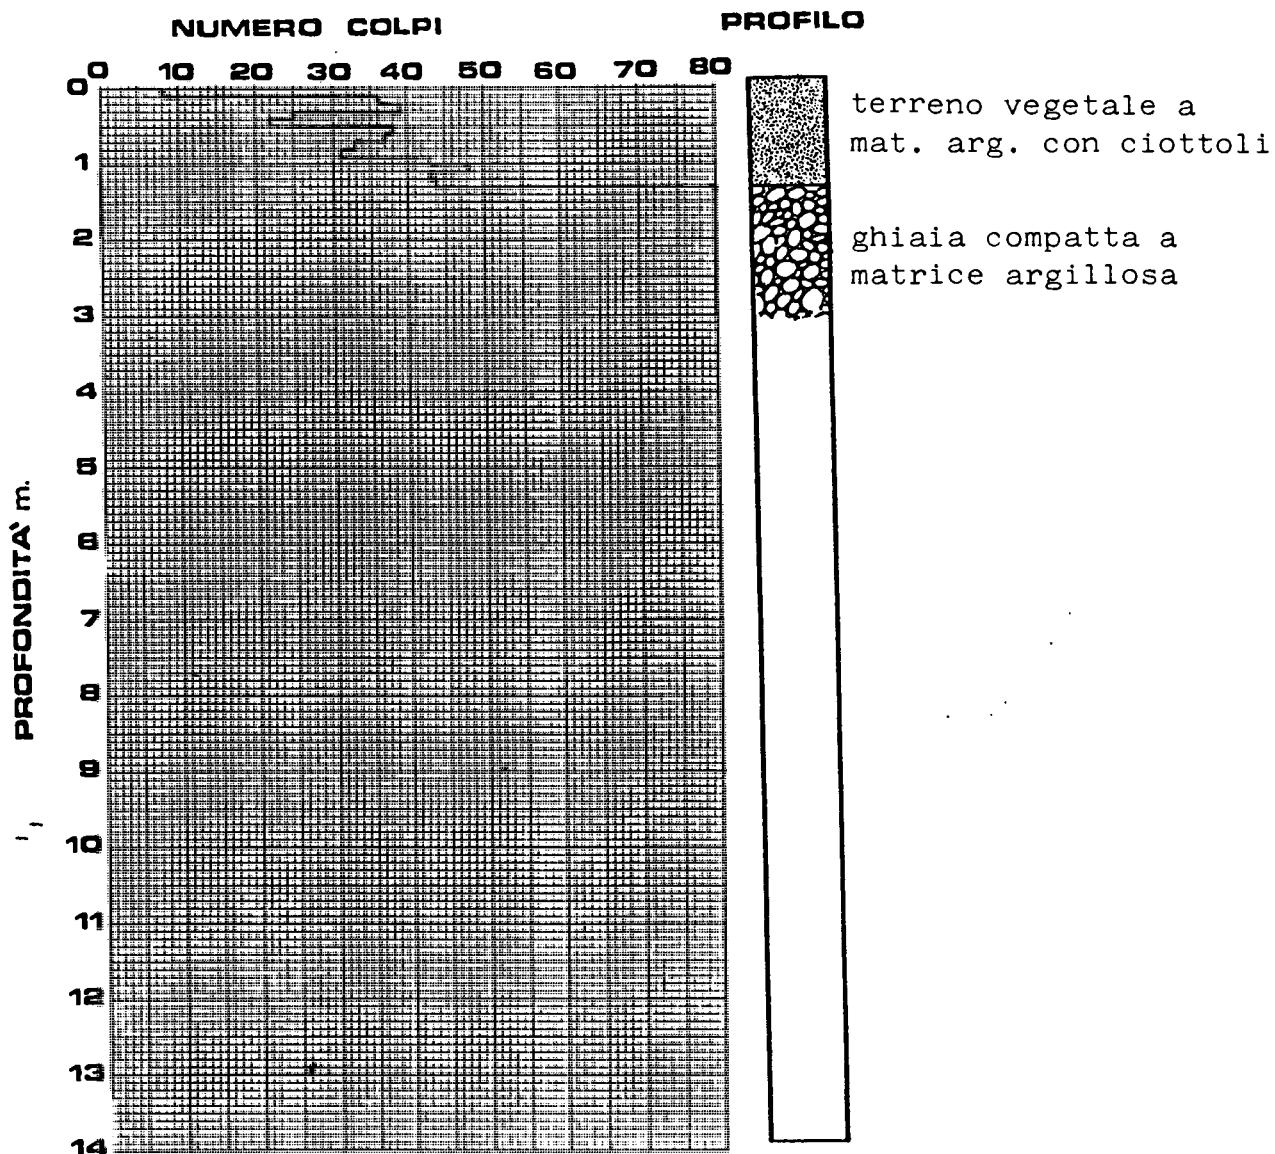 NUMERO COLPI
PROFILO
0 10 20 30 40 50 60 70 80
0
1
2
3
4
5
6
7
8
9
10
11
12
13
14
PROFONDITA' m.
terreno vegetale a
mat. arg. con ciottoli
ghiaia compatta a
matrice argillosa